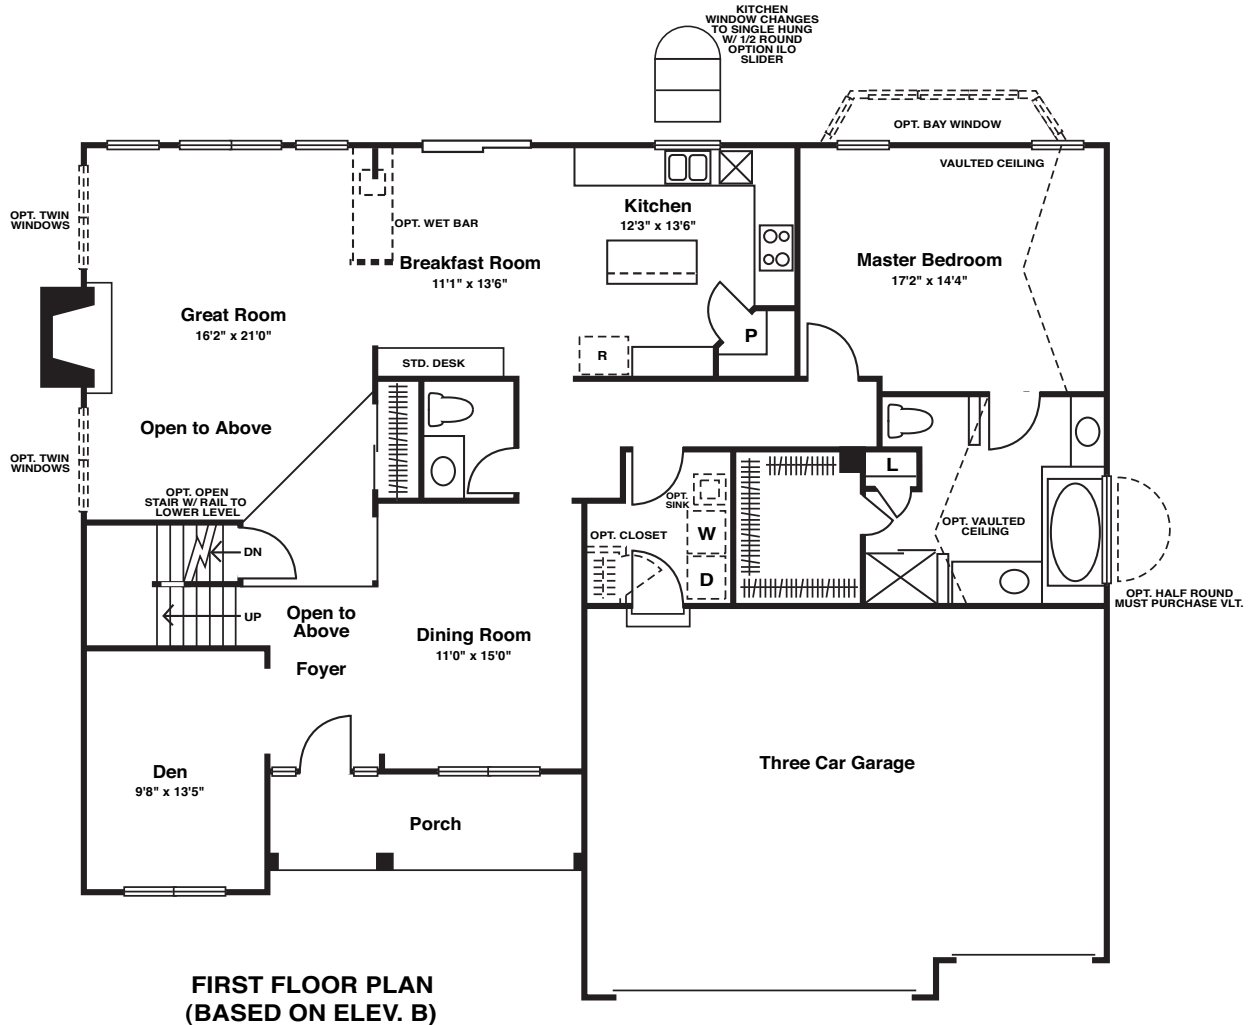 KITCHEN
WINDOW CHANGES
TO SINGLE HUNG
W/ 1/2 ROUND
OPTION ILO
SLIDER
OPT. BAY WINDOW
VAULTED CEILING
OPT. TWIN
WINDOWS
OPT. WET BAR
Kitchen
12'3" x 13'6"
Breakfast Room
11'1" x 13'6"
Master Bedroom
17'2" x 14'4"
Great Room
16'2" x 21'0"
P
R
STD. DESK
Open to Above
OPT. TWIN
WINDOWS
OPT. OPEN
STAIR W/ RAIL TO
LOWER LEVEL
L
OPT.
SINK
OPT. CLOSET
W
D
OPT. VAULTED
CEILING
DN
UP
OPT. HALF ROUND
MUST PURCHASE VLT.
Open to
Above
Foyer
Dining Room
11'0" x 15'0"
Den
9'8" x 13'5"
Three Car Garage
Porch
FIRST FLOOR PLAN
(BASED ON ELEV. B)